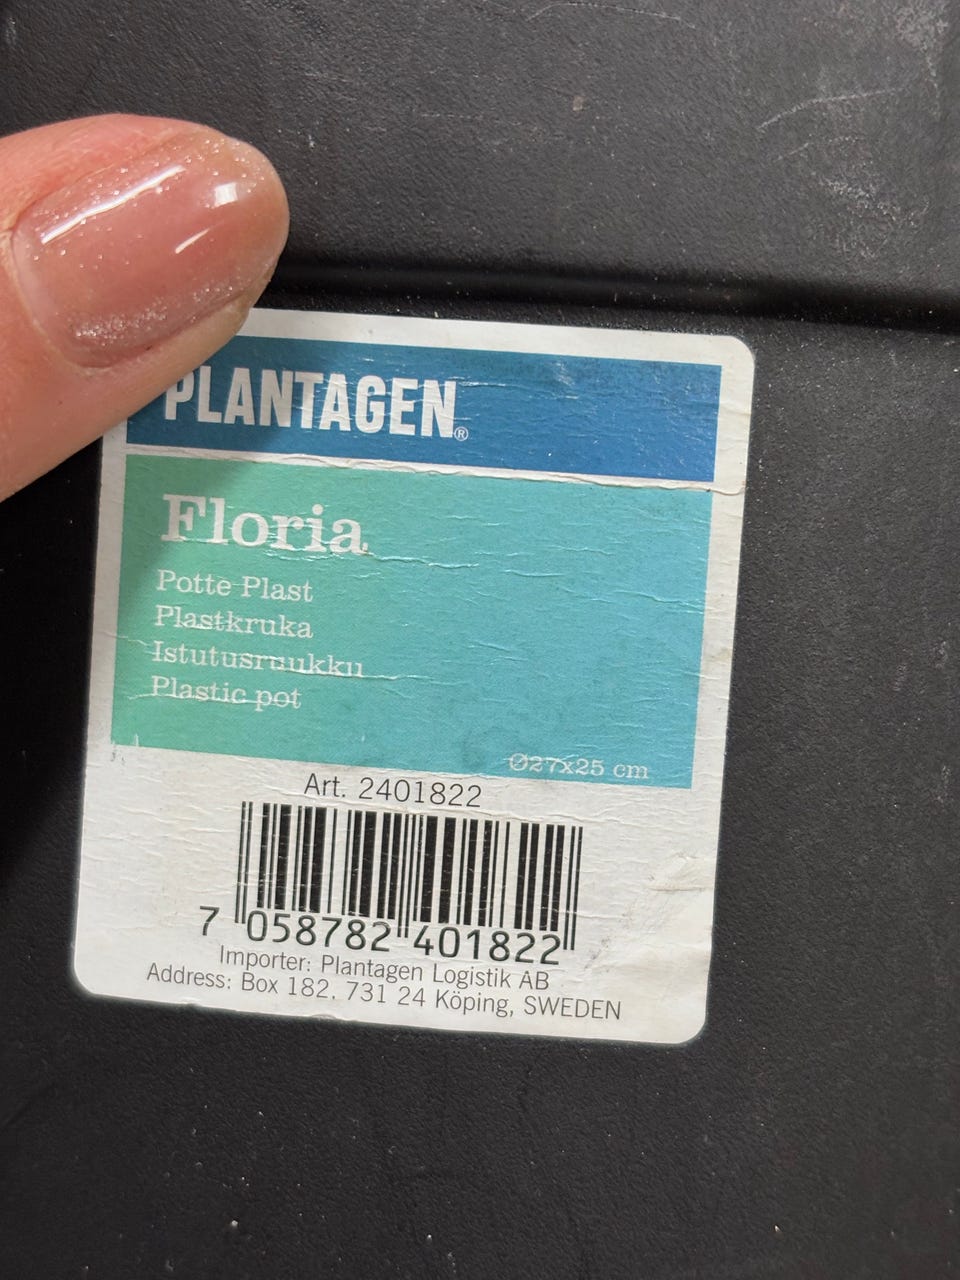 PLANTAGEN®
Floria
Potte Plast
Plastkruka
Istutusruukku
Plastic pot
Ø27x25 cm
Art. 2401822
7 058782 401822
Importer: Plantagen Logistik AB
Address: Box 182, 731 24 Köping, SWEDEN